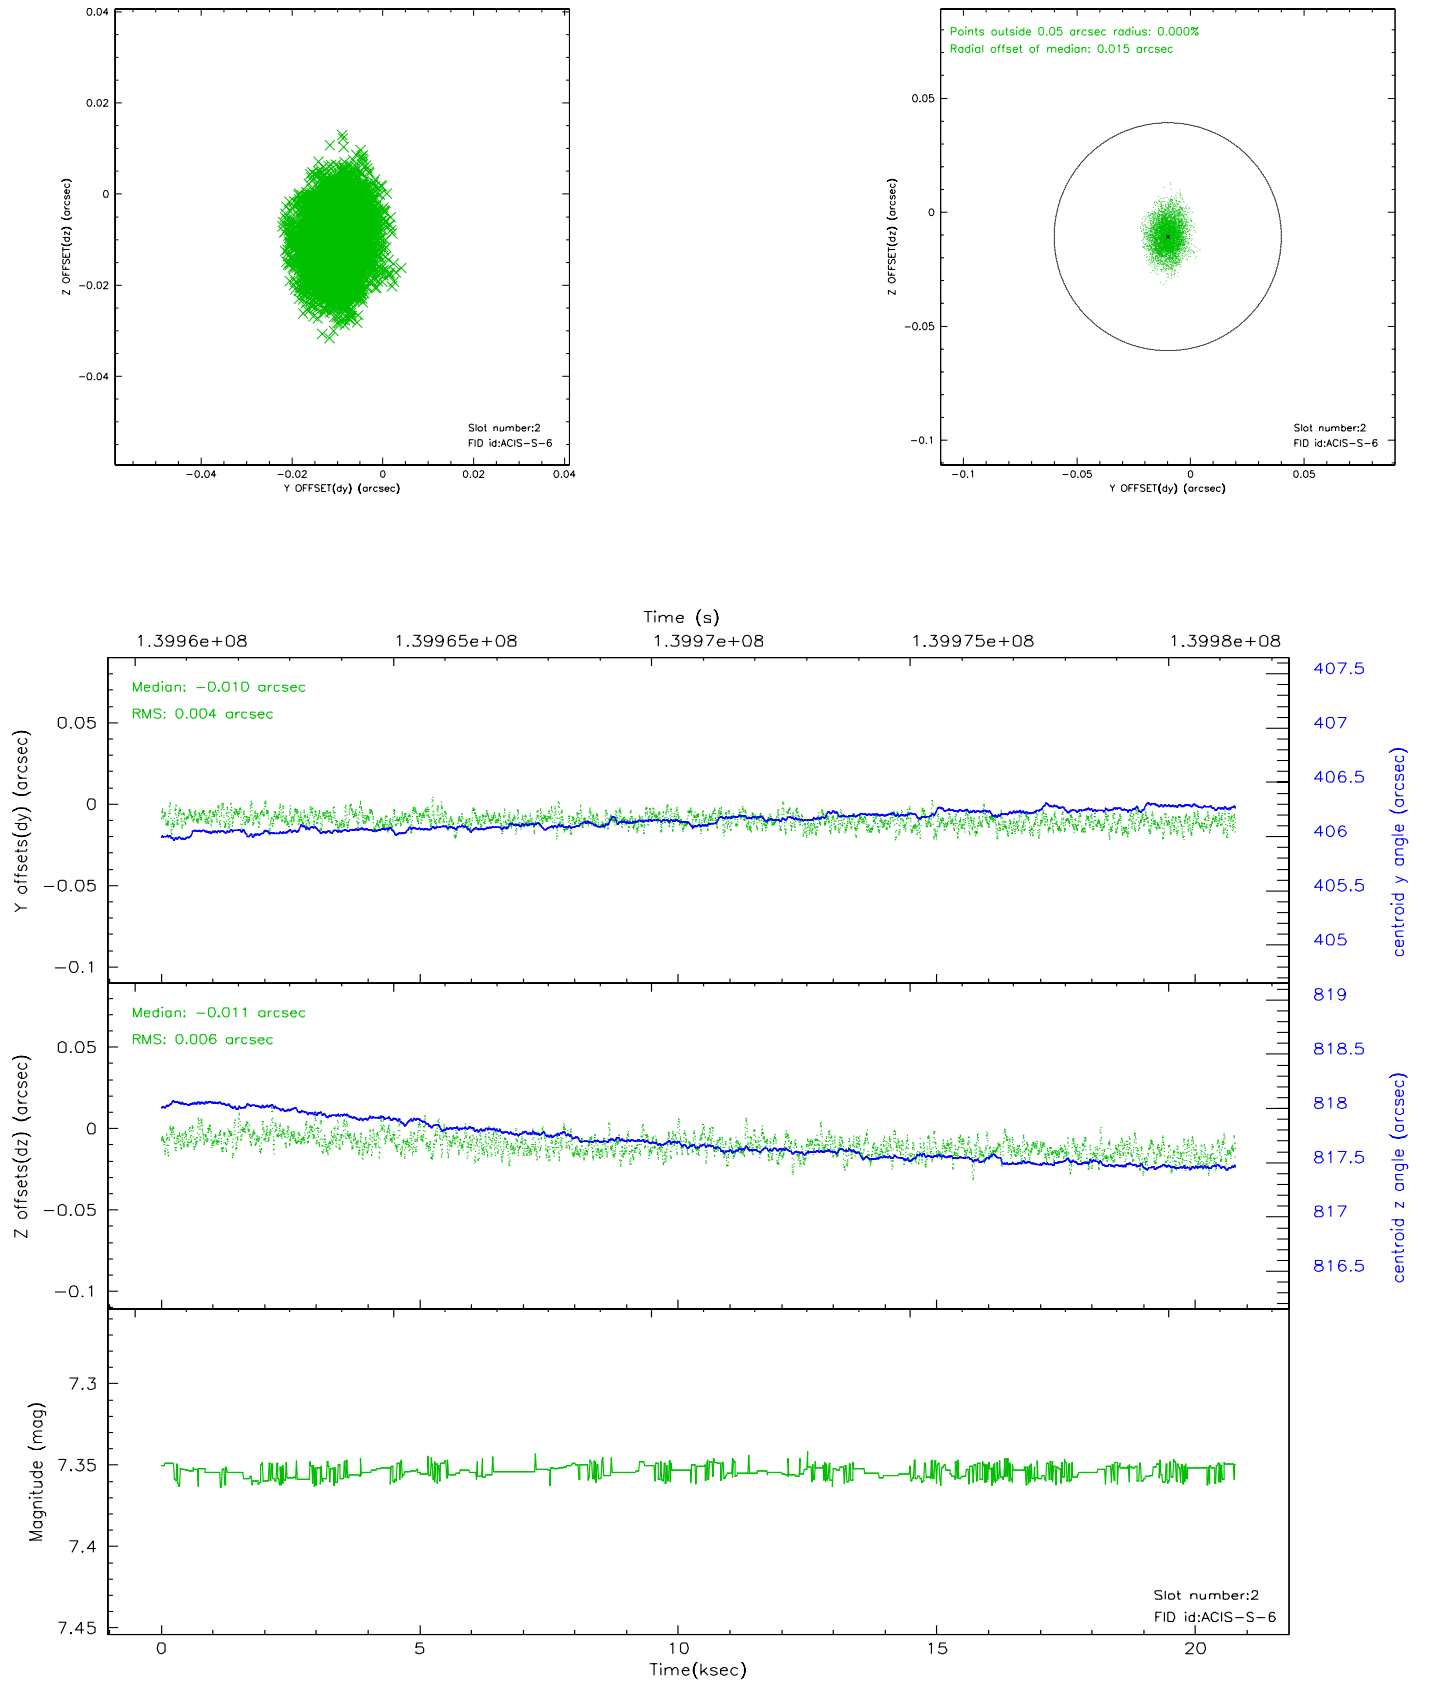 0.04
0.02
0
−0.02
−0.04
Z OFFSET(dz) (arcsec)
Slot number:2
FID id:ACIS−S−6
−0.04
−0.02
0
0.02
0.04
Y OFFSET(dy) (arcsec)
Points outside 0.05 arcsec radius: 0.000%
Radial offset of median: 0.015 arcsec
0.05
0
−0.05
−0.1
Z OFFSET(dz) (arcsec)
Slot number:2
FID id:ACIS−S−6
−0.1
−0.05
0
0.05
Y OFFSET(dy) (arcsec)
Time (s)
1.3996e+08
1.39965e+08
1.3997e+08
1.39975e+08
1.3998e+08
Median: −0.010 arcsec
RMS: 0.004 arcsec
0.05
0
−0.05
−0.1
Y offsets(dy) (arcsec)
407.5
407
406.5
406
405.5
405
centroid y angle (arcsec)
Median: −0.011 arcsec
RMS: 0.006 arcsec
0.05
0
−0.05
−0.1
Z offsets(dz) (arcsec)
819
818.5
818
817.5
817
816.5
centroid z angle (arcsec)
7.3
7.35
7.4
7.45
Magnitude (mag)
Slot number:2
FID id:ACIS−S−6
0
5
10
15
20
Time(ksec)